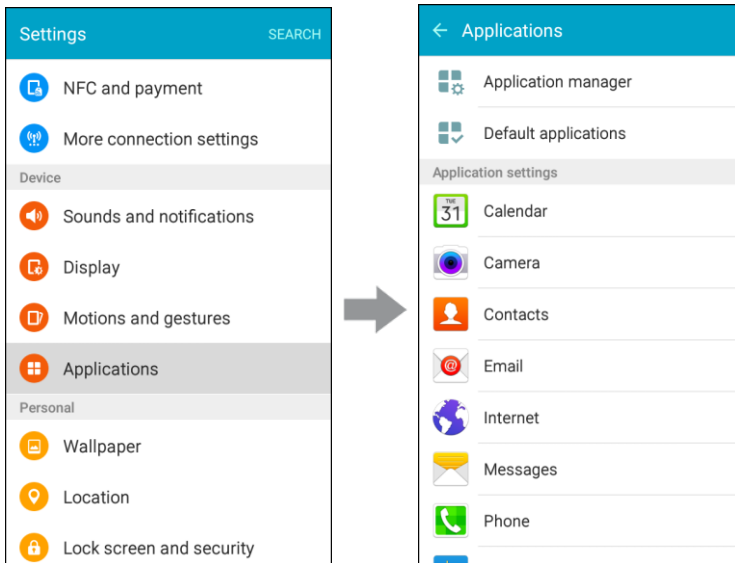 Settings SEARCH
NFC and payment
More connection settings
Device
Sounds and notifications
Display
Motions and gestures
Applications
Personal
Wallpaper
Location
Lock screen and security
Applications
Application manager
Default applications
Application settings
TUE
31
Calendar
Camera
Contacts
@
Email
Internet
Messages
Phone